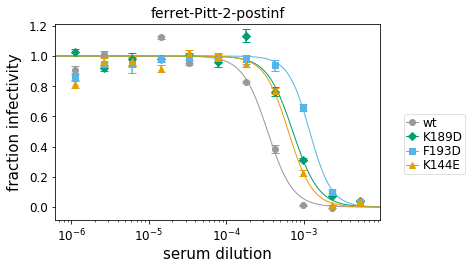 ferret-Pitt-2-postinf
fraction infectivity
1.2
1.0
0.8
0.6
0.4
0.2
0.0
10⁻⁶
10⁻⁵
10⁻⁴
10⁻³
serum dilution
wt
K189D
F193D
K144E